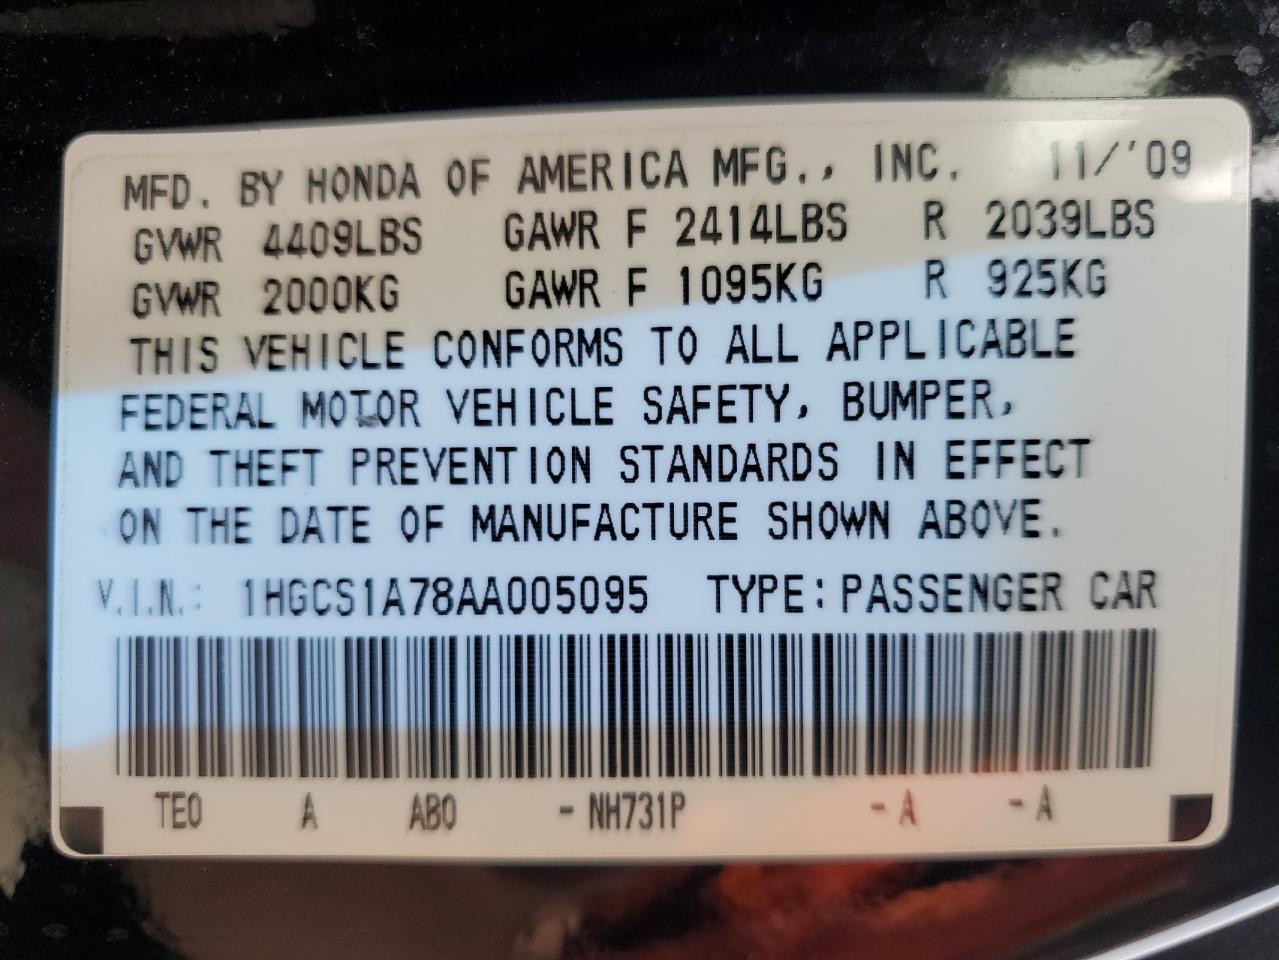 MFD. BY HONDA OF AMERICA MFG., INC. 11/'09
GVWR 4409LBS GAWR F 2414LBS R 2039LBS
GVWR 2000KG GAWR F 1095KG R 925KG
THIS VEHICLE CONFORMS TO ALL APPLICABLE
FEDERAL MOTOR VEHICLE SAFETY, BUMPER,
AND THEFT PREVENTION STANDARDS IN EFFECT
ON THE DATE OF MANUFACTURE SHOWN ABOVE.
V.I.N.: 1HGCS1A78AA005095 TYPE: PASSENGER CAR
TE0 A AB0 - NH731P - A - A